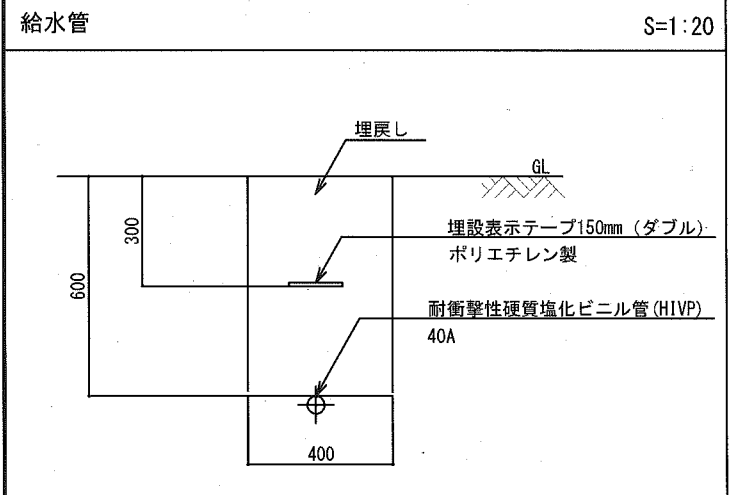 給水管
S=1:20
埋戻し
GL
300
埋設表示テープ150mm (ダブル)
ポリエチレン製
600
耐衝撃性硬質塩化ビニル管(HIVP)
40A
400